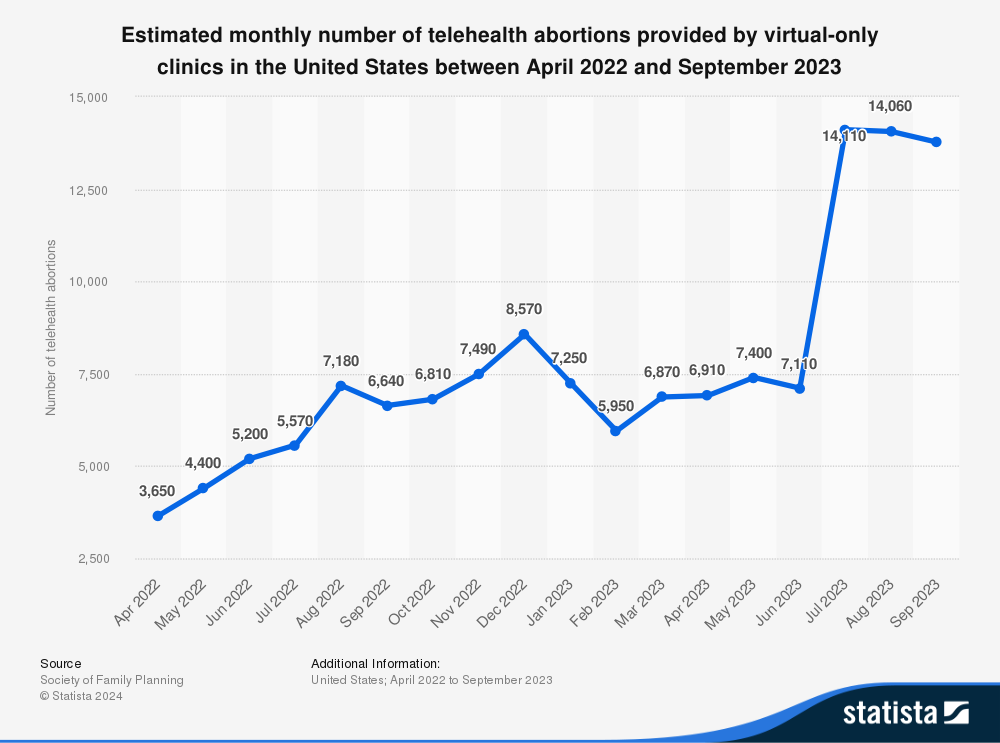 Estimated monthly number of telehealth abortions provided by virtual-only
clinics in the United States between April 2022 and September 2023
Number of telehealth abortions
15,000
12,500
10,000
7,500
5,000
2,500
3,650
4,400
5,200
5,570
7,180
6,640
6,810
7,490
8,570
7,250
5,950
6,870
6,910
7,400
7,110
14,110
14,060
Apr 2022
May 2022
Jun 2022
Jul 2022
Aug 2022
Sep 2022
Oct 2022
Nov 2022
Dec 2022
Jan 2023
Feb 2023
Mar 2023
Apr 2023
May 2023
Jun 2023
Jul 2023
Aug 2023
Sep 2023
Source
Society of Family Planning
© Statista 2024
Additional Information:
United States; April 2022 to September 2023
statista